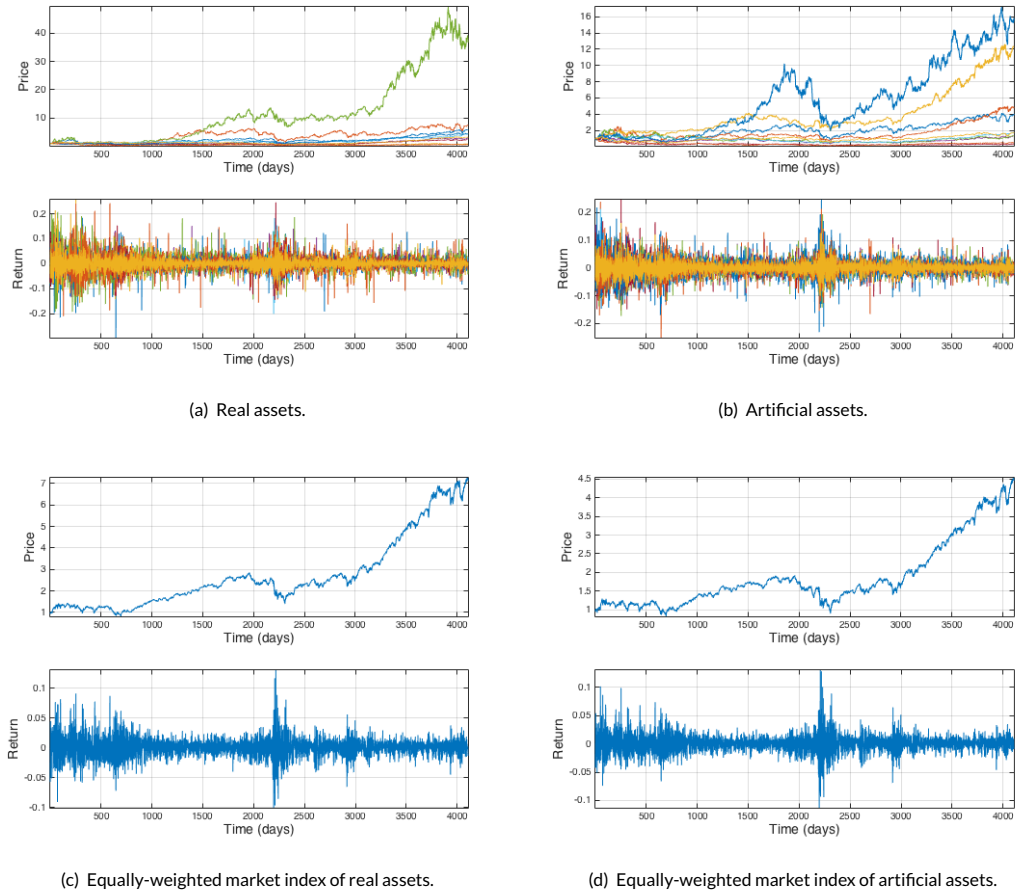 40
30
20
10
Price
500 1000 1500 2000 2500 3000 3500 4000
Time (days)
0.2
0.1
0
-0.1
-0.2
Return
500 1000 1500 2000 2500 3000 3500 4000
Time (days)
(a) Real assets.
16
14
12
10
8
6
4
2
Price
500 1000 1500 2000 2500 3000 3500 4000
Time (days)
0.2
0.1
0
-0.1
-0.2
Return
500 1000 1500 2000 2500 3000 3500 4000
Time (days)
(b) Artificial assets.
7
6
5
4
3
2
1
Price
500 1000 1500 2000 2500 3000 3500 4000
Time (days)
0.1
0.05
0
-0.05
-0.1
Return
500 1000 1500 2000 2500 3000 3500 4000
Time (days)
(c) Equally-weighted market index of real assets.
4.5
4
3.5
3
2.5
2
1.5
1
Price
500 1000 1500 2000 2500 3000 3500 4000
Time (days)
0.1
0.05
0
-0.05
-0.1
Return
500 1000 1500 2000 2500 3000 3500 4000
Time (days)
(d) Equally-weighted market index of artificial assets.